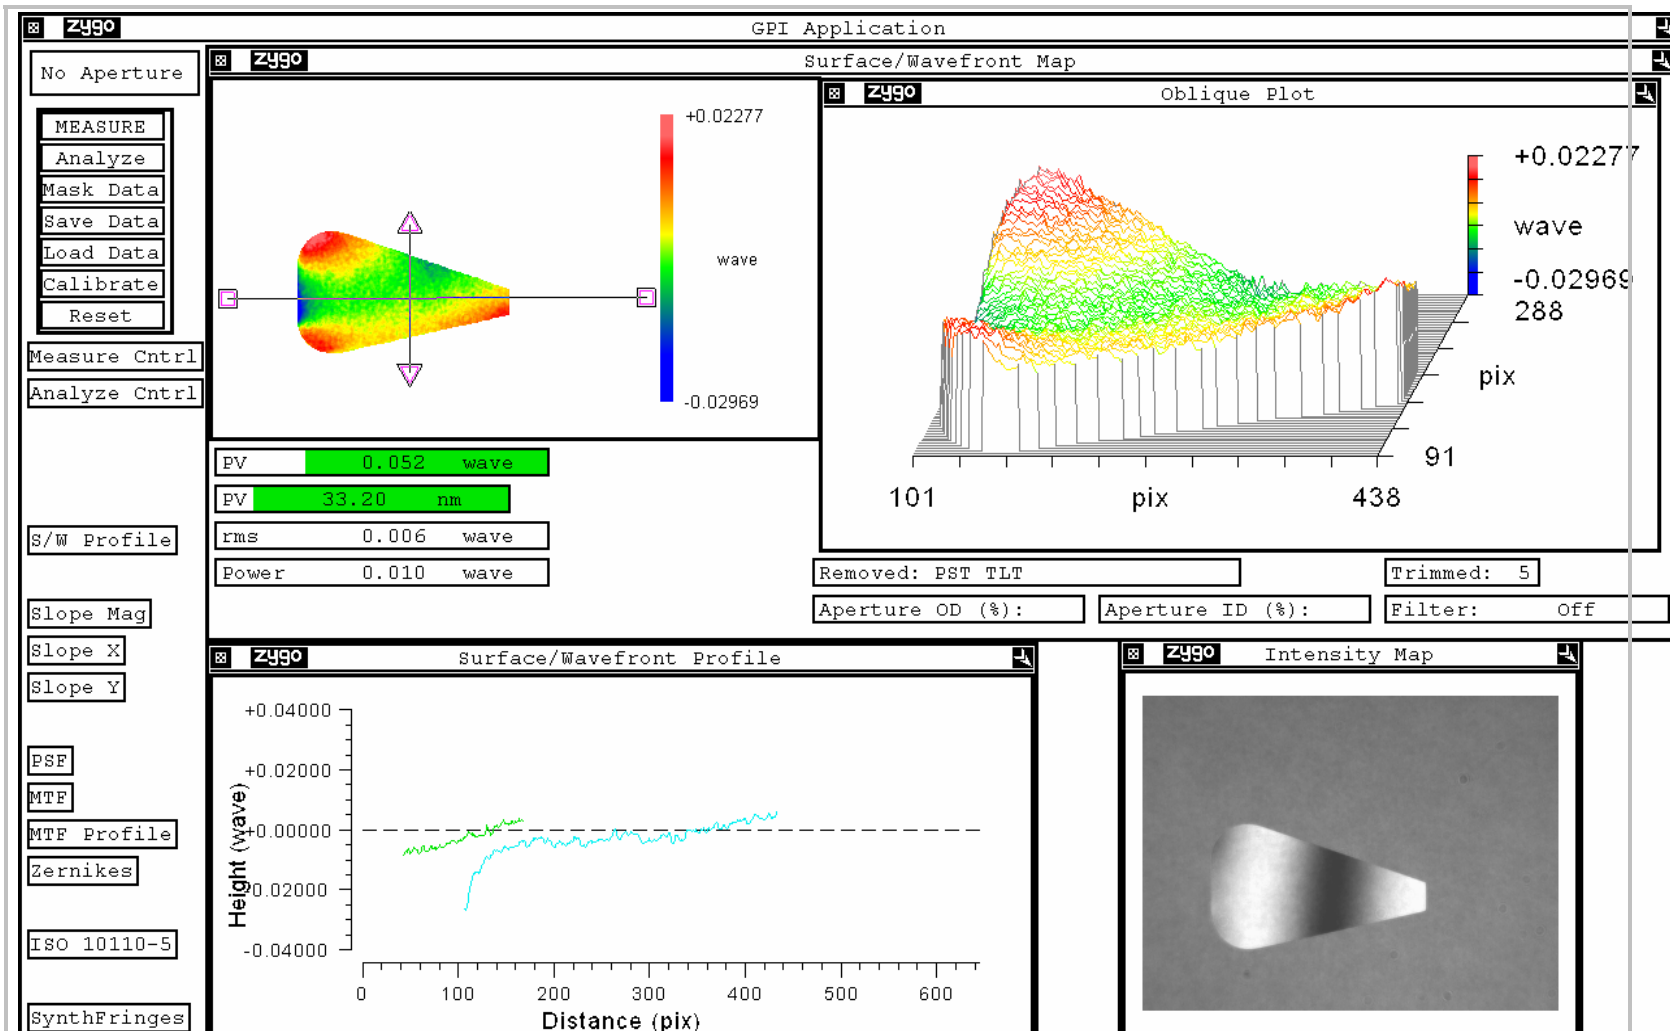 zygo GPI Application
No Aperture
MEASURE
Analyze
Mask Data
Save Data
Load Data
Calibrate
Reset
Measure Cntrl
Analyze Cntrl
S/W Profile
Slope Mag
Slope X
Slope Y
PSF
MTF
MTF Profile
Zernikes
ISO 10110-5
SynthFringes
zygo Surface/Wavefront Map
+0.02277
wave
-0.02969
zygo Oblique Plot
+0.02277
wave
-0.02969
288
pix
91
101 pix 438
PV 0.052 wave
PV 33.20 nm
rms 0.006 wave
Power 0.010 wave
Removed: PST TLT
Trimmed: 5
Aperture OD (%):
Aperture ID (%):
Filter: Off
zygo Surface/Wavefront Profile
+0.04000
+0.02000
+0.00000
-0.02000
-0.04000
Height (wave)
0 100 200 300 400 500 600
Distance (pix)
zygo Intensity Map